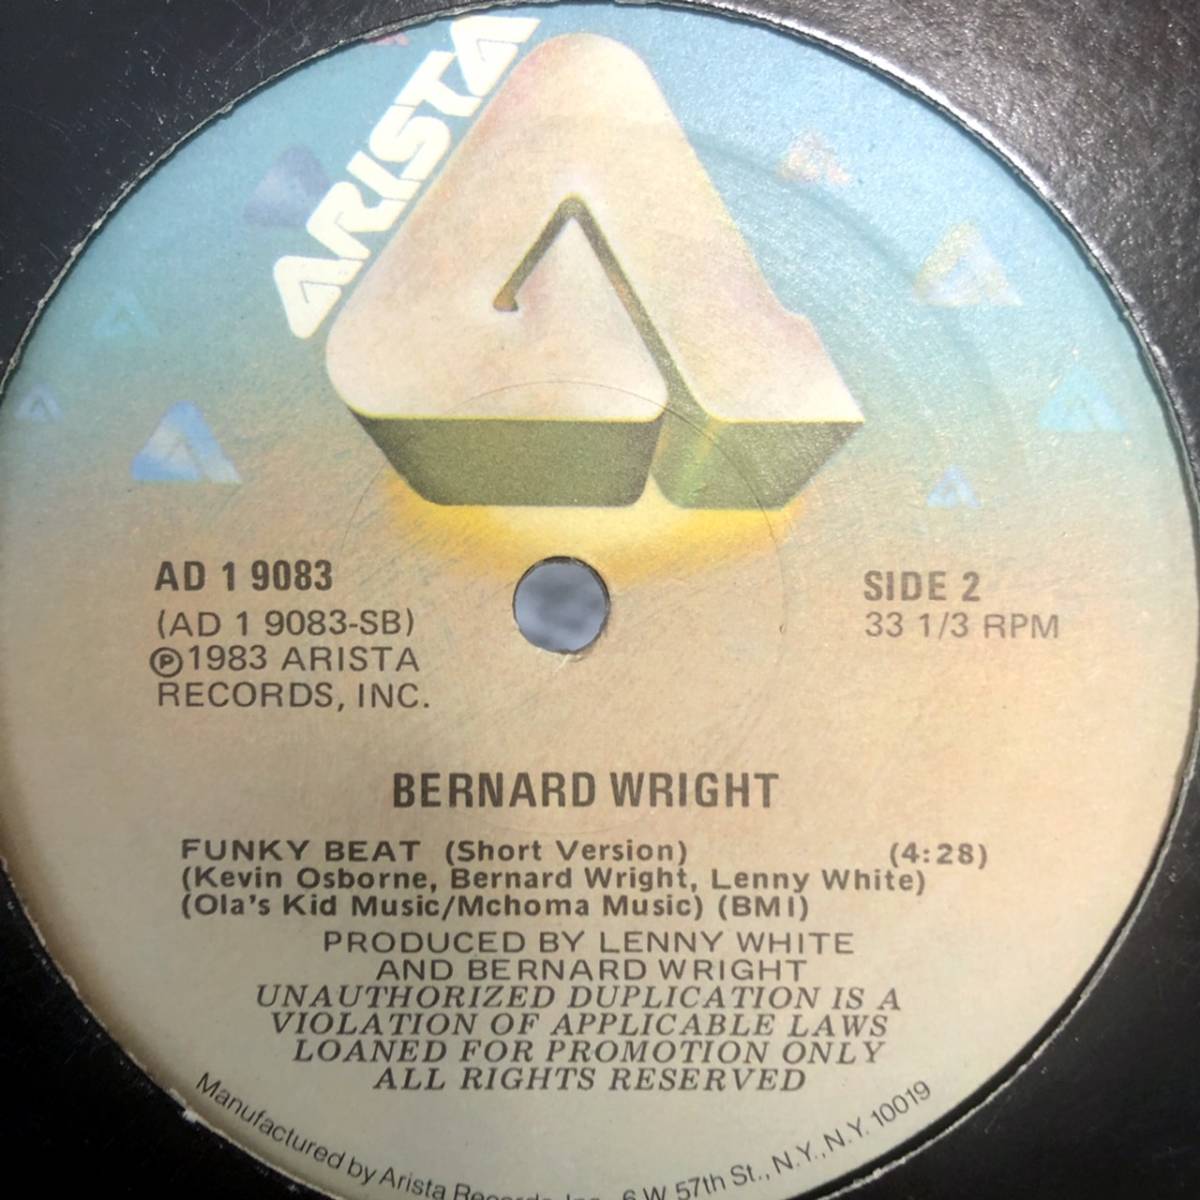 ARISTA
AD 1 9083
(AD 1 9083-SB)
Ⓟ1983 ARISTA
RECORDS, INC.
SIDE 2
33 1/3 RPM
BERNARD WRIGHT
FUNKY BEAT (Short Version) (4:28)
(Kevin Osborne, Bernard Wright, Lenny White)
(Ola's Kid Music/Mchoma Music) (BMI)
PRODUCED BY LENNY WHITE
AND BERNARD WRIGHT
UNAUTHORIZED DUPLICATION IS A
VIOLATION OF APPLICABLE LAWS
LOANED FOR PROMOTION ONLY
ALL RIGHTS RESERVED
Manufactured by Arista Records, Inc., 6 W 57th St., N.Y., N.Y. 10019